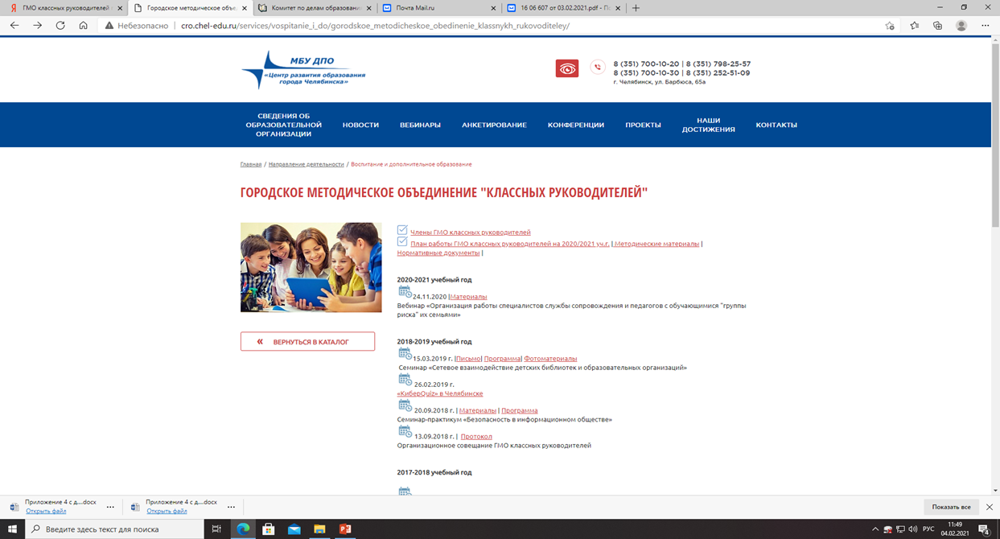 ГМО классных руководителей
Городское методическое объе
Комитет по делам образовани
Почта Mail.ru
16 06 607 от 03.02.2021.pdf - По
Небезопасно | cro.chel-edu.ru/services/vospitanie_i_do/gorodskoe_metodicheskoe_obedinenie_klassnykh_rukovoditeley/
МБУ ДПО
«Центр развития образования
города Челябинска»
8 (351) 700-10-20 | 8 (351) 798-25-57
8 (351) 700-10-30 | 8 (351) 252-51-09
г. Челябинск, ул. Барбюса, 65а
СВЕДЕНИЯ ОБ
ОБРАЗОВАТЕЛЬНОЙ
ОРГАНИЗАЦИИ
НОВОСТИ
ВЕБИНАРЫ
АНКЕТИРОВАНИЕ
КОНФЕРЕНЦИИ
ПРОЕКТЫ
НАШИ
ДОСТИЖЕНИЯ
КОНТАКТЫ
Главная / Направление деятельности / Воспитание и дополнительное образование
ГОРОДСКОЕ МЕТОДИЧЕСКОЕ ОБЪЕДИНЕНИЕ "КЛАССНЫХ РУКОВОДИТЕЛЕЙ"
Члены ГМО классных руководителей
План работы ГМО классных руководителей на 2020/2021 уч.г. | Методические материалы |
Нормативные документы |
2020-2021 учебный год
24.11.2020 |Материалы
Вебинар «Организация работы специалистов службы сопровождения и педагогов с обучающимися "группы
риска" их семьями»
ВЕРНУТЬСЯ В КАТАЛОГ
2018-2019 учебный год
15.03.2019 г. |Письмо| Программа| Фотоматериалы
Семинар «Сетевое взаимодействие детских библиотек и образовательных организаций»
26.02.2019 г.
«КиберQuiz» в Челябинске
20.09.2018 г. | Материалы | Программа
Семинар-практикум «Безопасность в информационном обществе»
13.09.2018 г. | Протокол
Организационное совещание ГМО классных руководителей
2017-2018 учебный год
Приложение 4 с д....docx
Открыть файл
Приложение 4 с д....docx
Открыть файл
Показать все
Введите здесь текст для поиска
РУС
11:49
04.02.2021
4